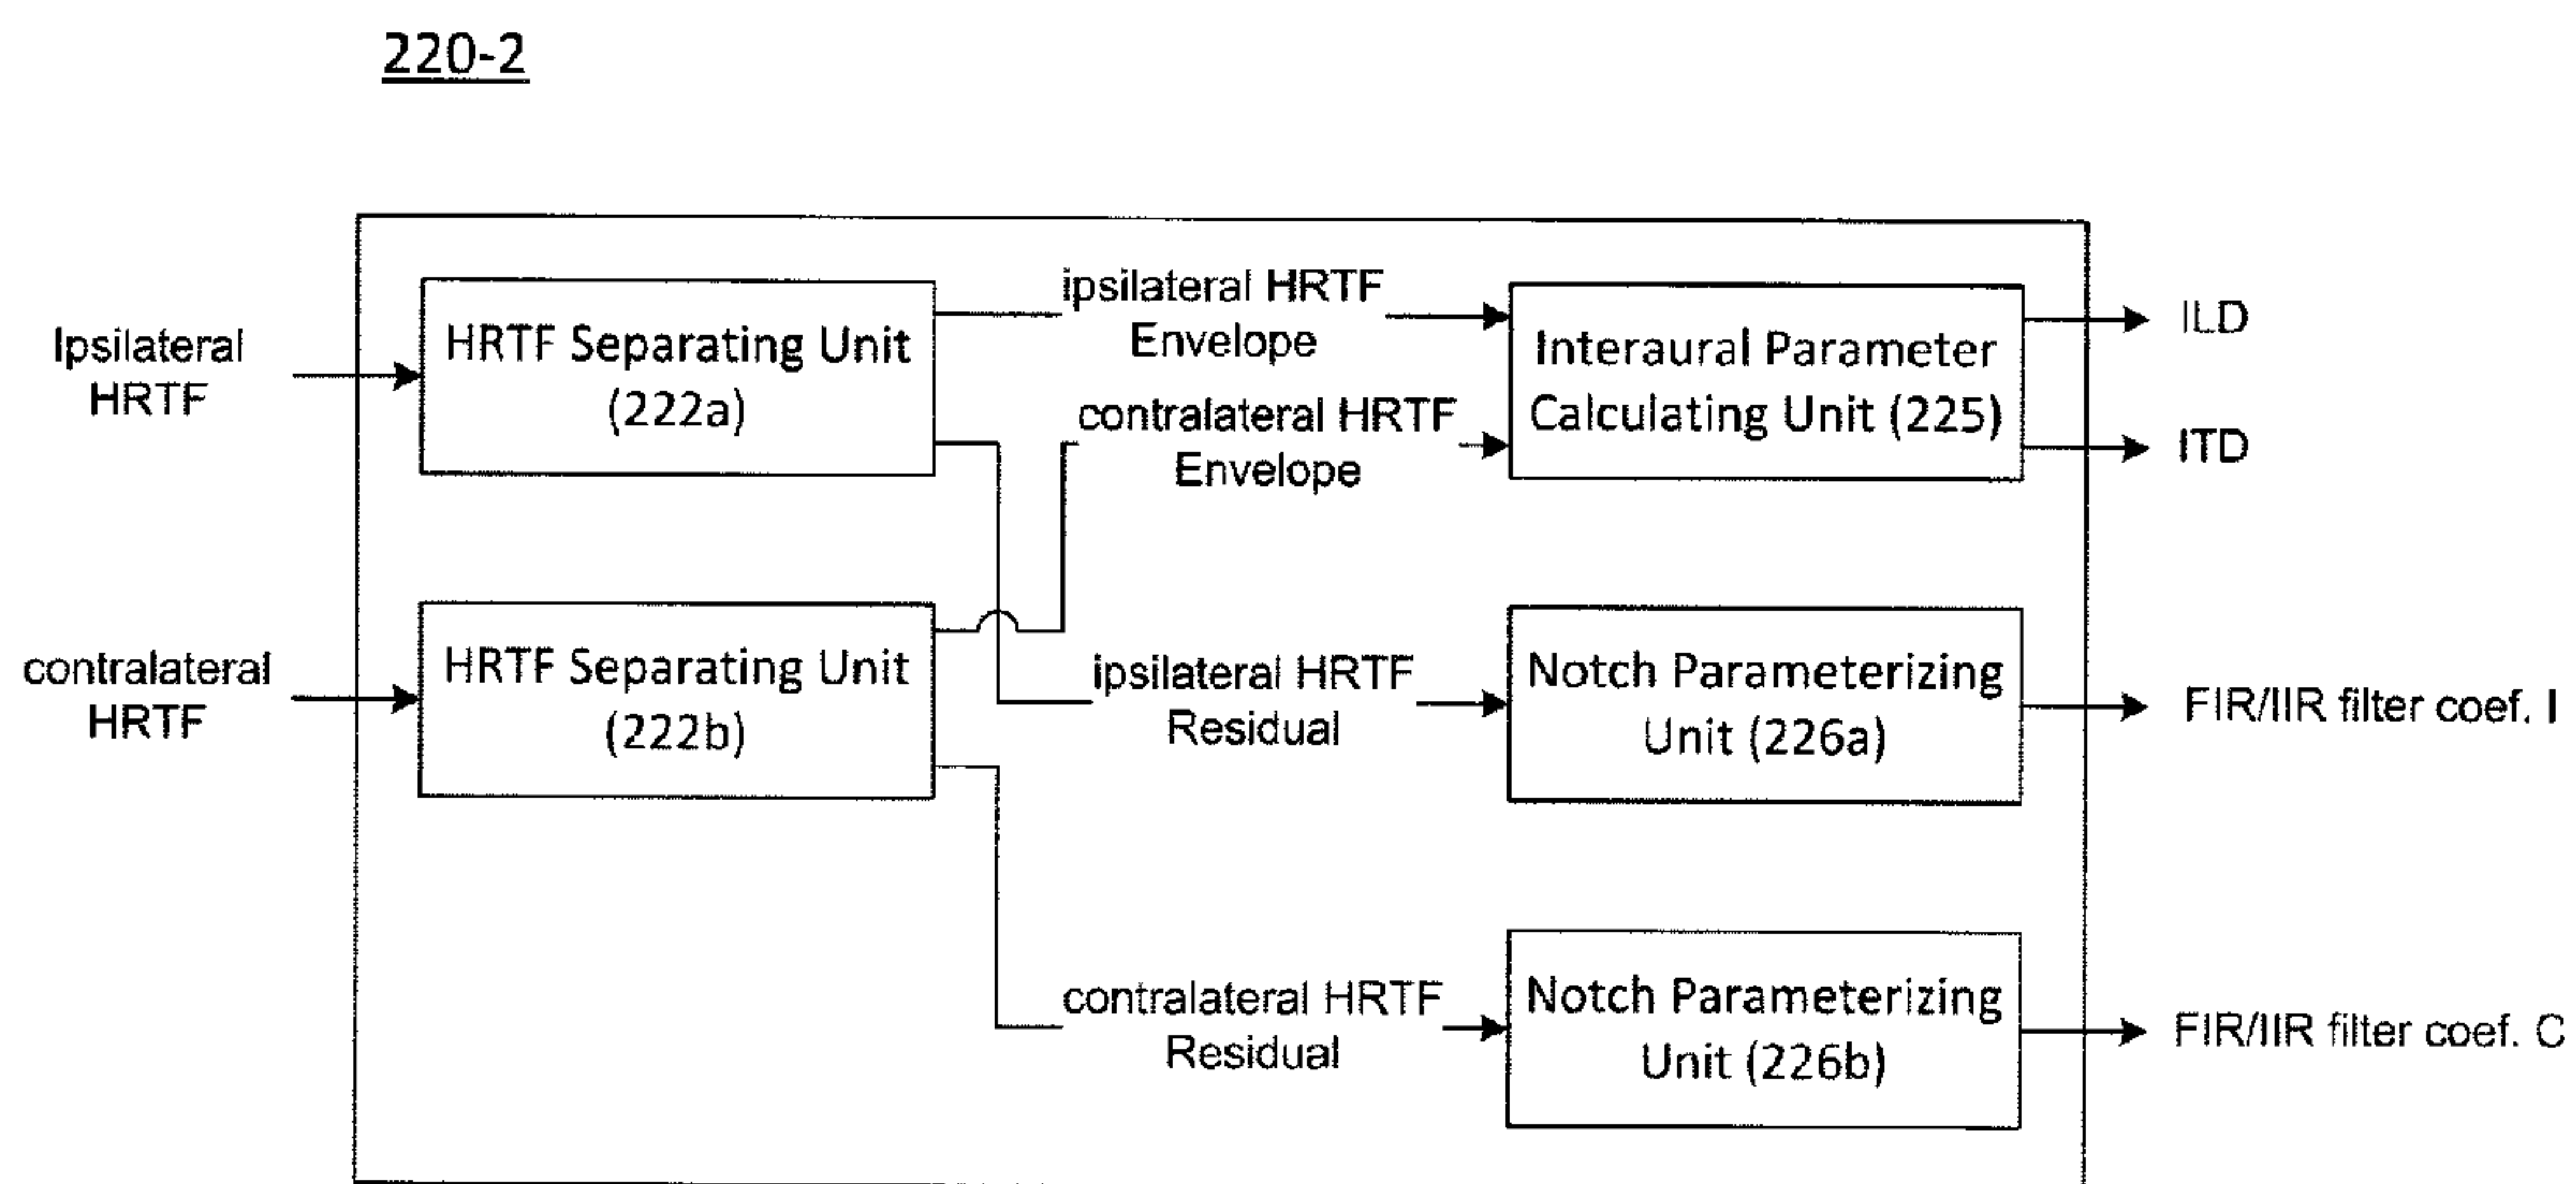 220-2
Ipsilateral
HRTF
HRTF Separating Unit
(222a)
ipsilateral HRTF
Envelope
contralateral HRTF
Envelope
Interaural Parameter
Calculating Unit (225)
ILD
ITD
contralateral
HRTF
HRTF Separating Unit
(222b)
ipsilateral HRTF
Residual
Notch Parameterizing
Unit (226a)
FIR/IIR filter coef. I
contralateral HRTF
Residual
Notch Parameterizing
Unit (226b)
FIR/IIR filter coef. C